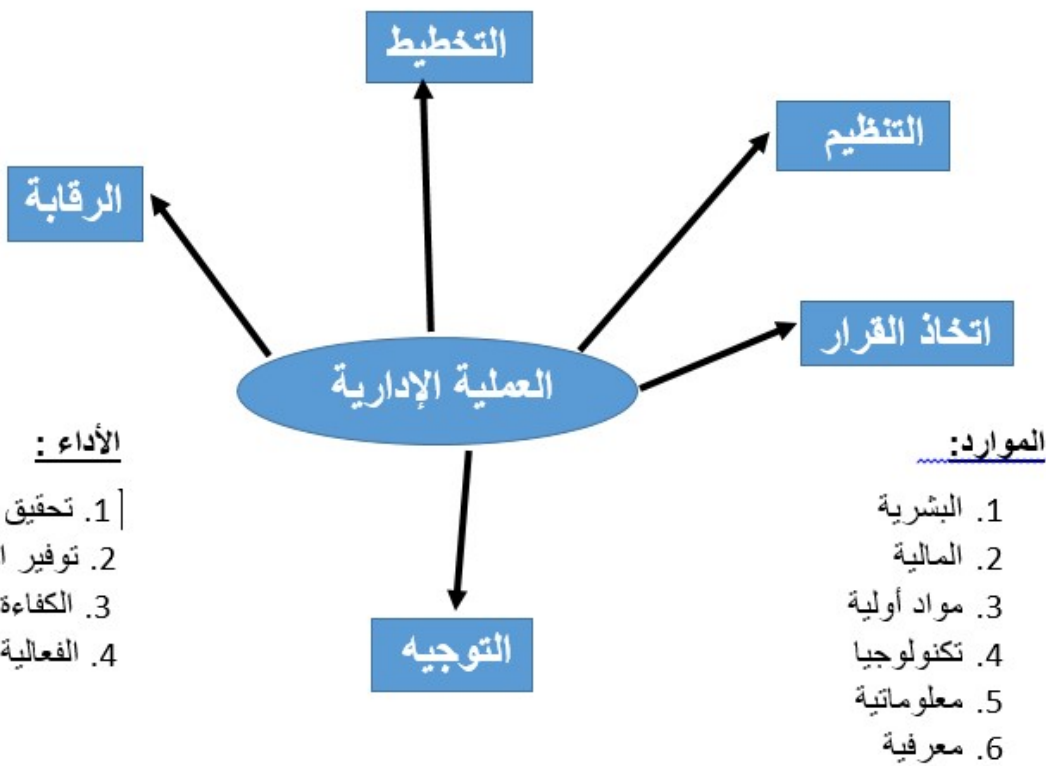 التخطيط
التنظيم
الرقابة
اتخاذ القرار
العملية الإدارية
الموارد:
1. البشرية
2. المالية
3. مواد أولية
4. تكنولوجيا
5. معلوماتية
6. معرفية
الأداء :
1. تحقيق
2. توفير
3. الكفاءة
4. الفعالية
التوجيه